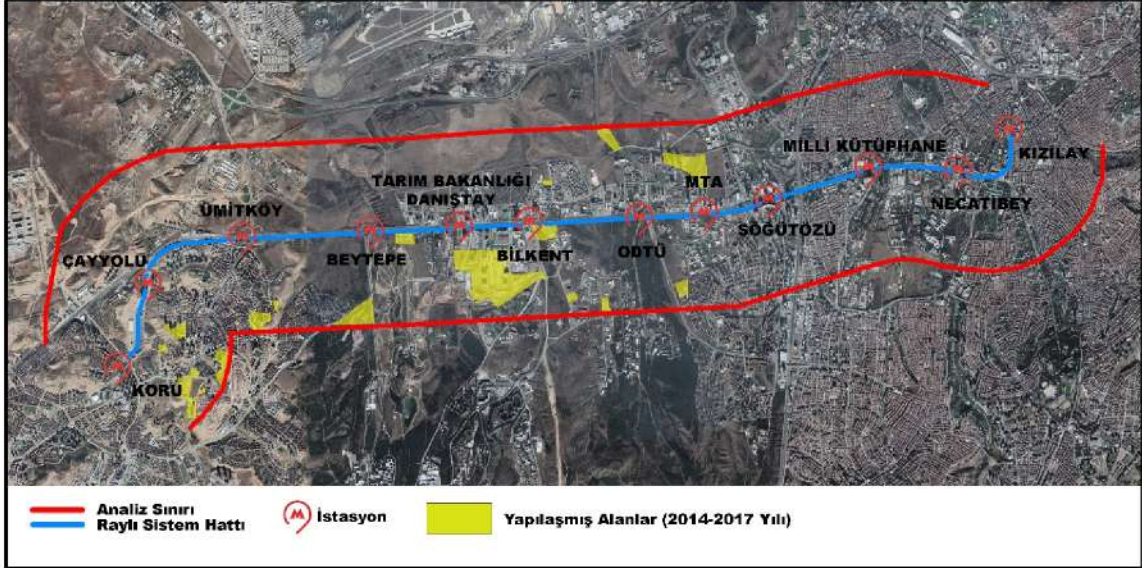 KIZILAY
MİLLİ KÜTÜPHANE
NECATİBEY
SÖĞÜTÖZÜ
MTA
ODTÜ
BİLKENT
TARIM BAKANLIĞI
DANIŞTAY
BEYTEPE
ÜMİTKÖY
ÇAYYOLU
KORU
Analiz Sınırı
Raylı Sistem Hattı
M İstasyon
Yapılaşmış Alanlar (2014-2017 Yılı)